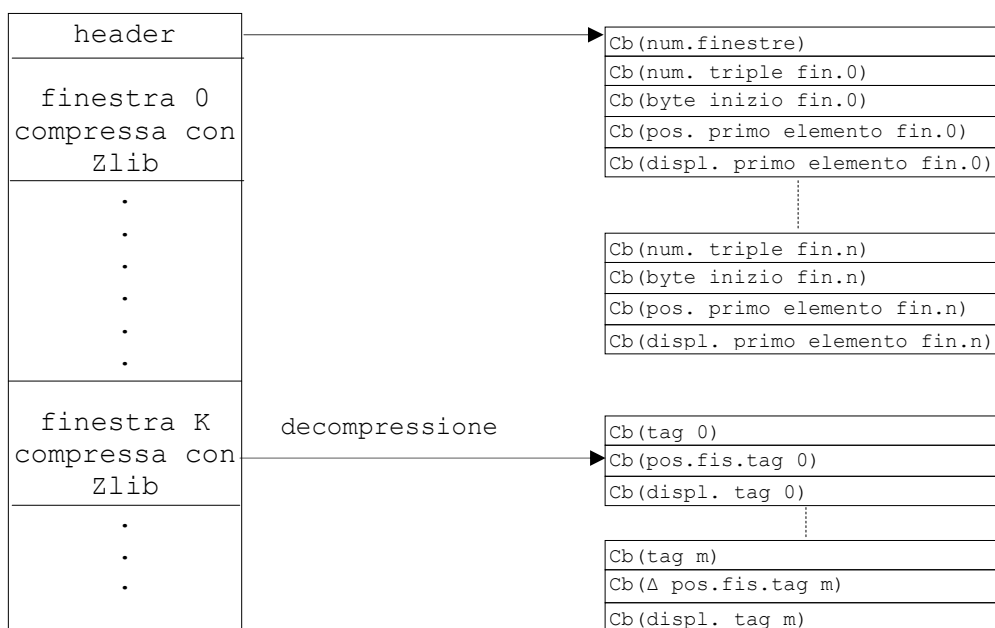 header
finestra 0
compressa con
Zlib
.
.
.
.
.
.
finestra K
compressa con
Zlib
.
.
.
decompressione
Cb(num.finestre)
Cb(num. triple fin.0)
Cb(byte inizio fin.0)
Cb(pos. primo elemento fin.0)
Cb(displ. primo elemento fin.0)
Cb(num. triple fin.n)
Cb(byte inizio fin.n)
Cb(pos. primo elemento fin.n)
Cb(displ. primo elemento fin.n)
Cb(tag 0)
Cb(pos.fis.tag 0)
Cb(displ. tag 0)
Cb(tag m)
Cb(Δ pos.fis.tag m)
Cb(displ. tag m)